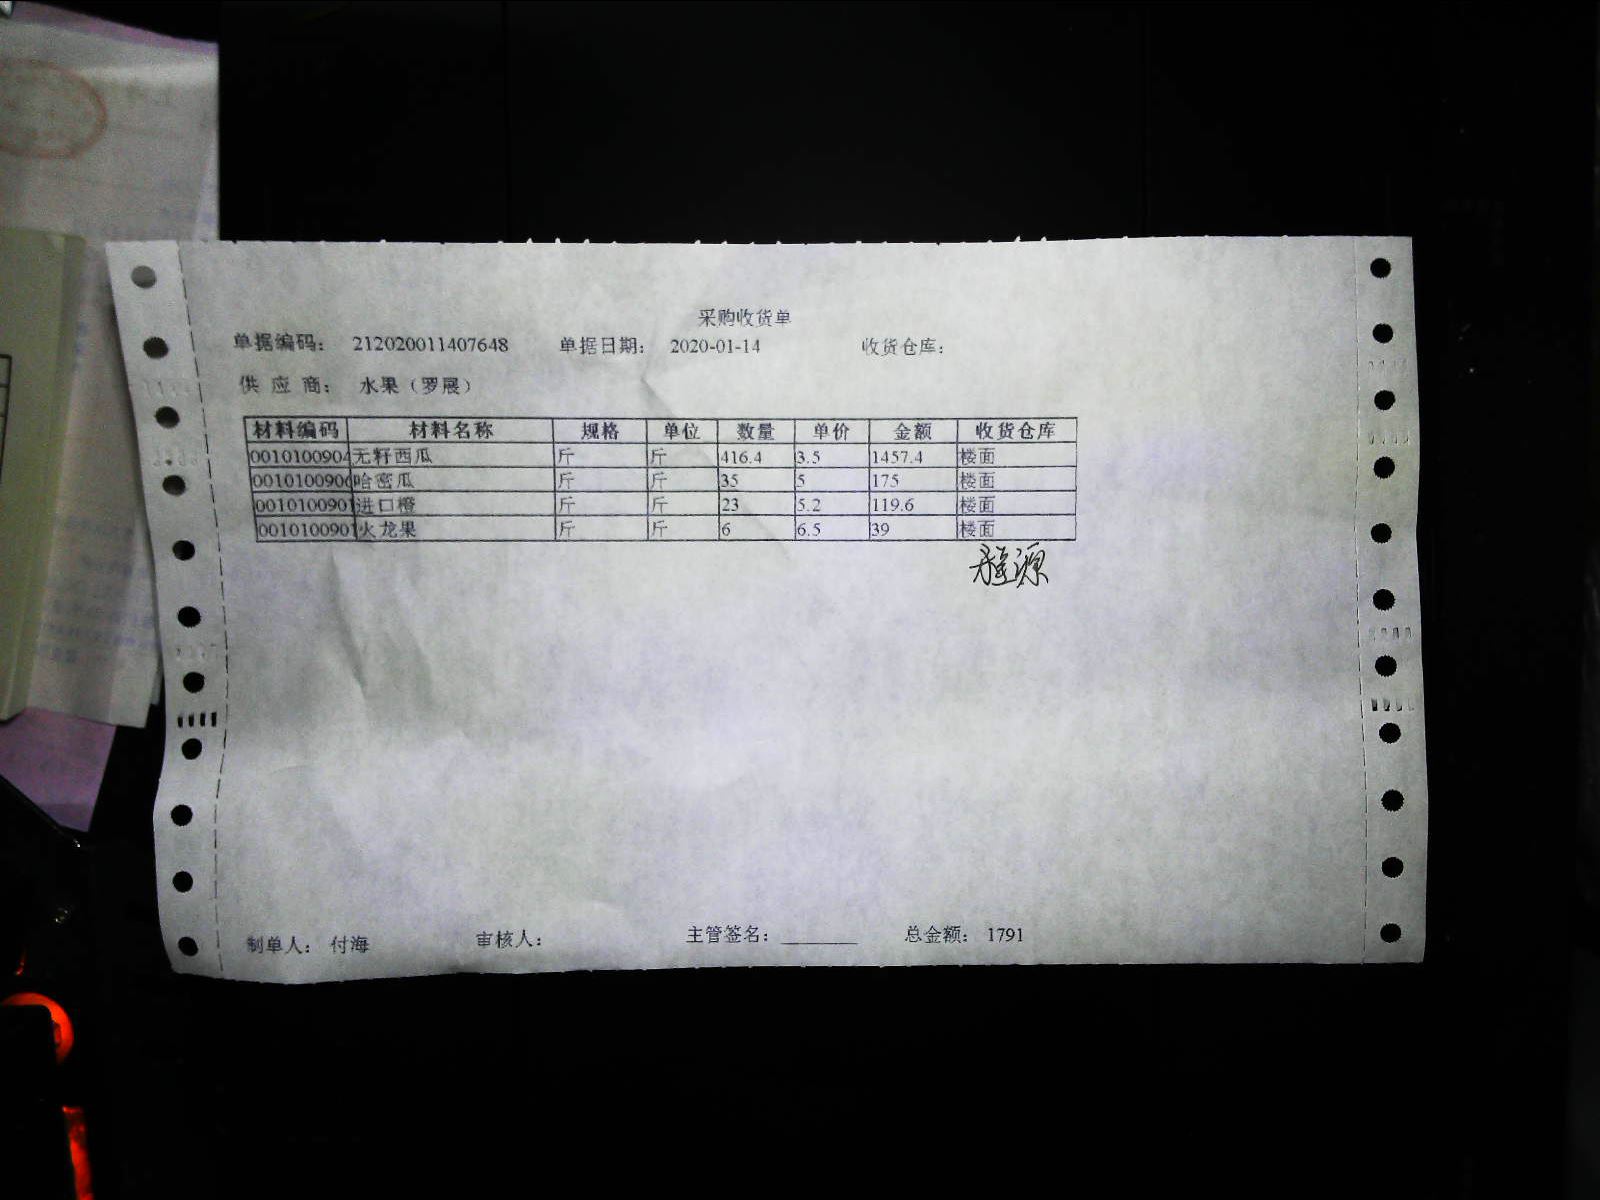 采购收货单
单据编码： 212020011407648 单据日期： 2020-01-14 收货仓库：
供 应 商： 水果（罗展）
材料编码 材料名称 规格 单位 数量 单价 金额 收货仓库
0010100904 无籽西瓜 斤 斤 416.4 3.5 1457.4 楼面
0010100906 哈密瓜 斤 斤 35 5 175 楼面
0010100901 进口橙 斤 斤 23 5.2 119.6 楼面
0010100901 火龙果 斤 斤 6 6.5 39 楼面
制单人： 付海 审核人： 主管签名： 总金额： 1791